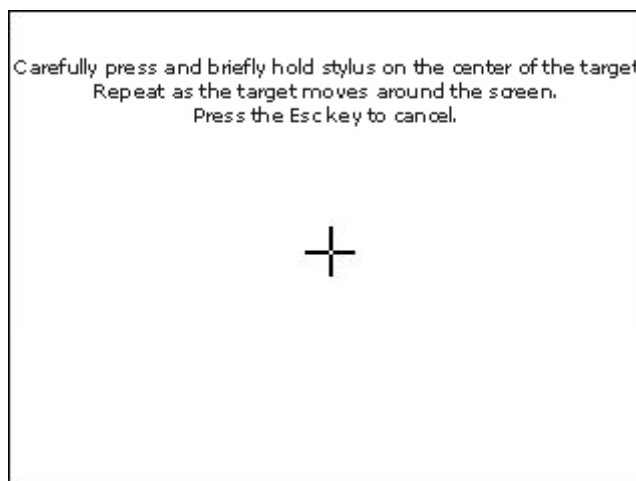 Carefully press and briefly hold stylus on the center of the target
Repeat as the target moves around the screen.
Press the Esc key to cancel.